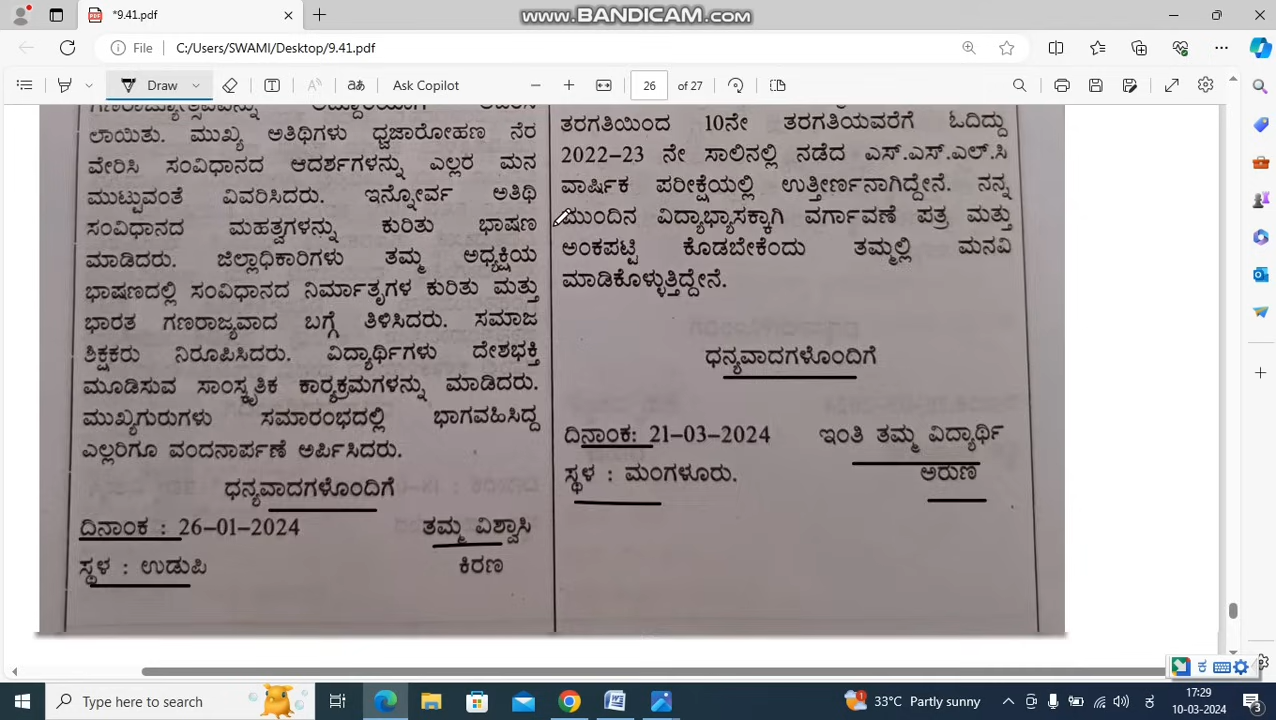 www.BANDICAM.com
*9.41.pdf
File
C:/Users/SWAMI/Desktop/9.41.pdf
Draw
Ask Copilot
26
of 27
ಗಣರಾಜ್ಯೋತ್ಸವವನ್ನು
ಲಾಯಿತು. ಮುಖ್ಯ ಅತಿಥಿಗಳು ಧ್ವಜಾರೋಹಣ ನೆರ
ವೇರಿಸಿ ಸಂವಿಧಾನದ ಆದರ್ಶಗಳನ್ನು ಎಲ್ಲರ ಮನ
ಮುಟ್ಟುವಂತೆ ವಿವರಿಸಿದರು. ಇನ್ನೋರ್ವ ಅತಿಥಿ
ಸಂವಿಧಾನದ ಮಹತ್ವಗಳನ್ನು ಕುರಿತು ಭಾಷಣ
ಮಾಡಿದರು. ಜಿಲ್ಲಾಧಿಕಾರಿಗಳು ತಮ್ಮ ಅಧ್ಯಕ್ಷಿಯ
ಭಾಷಣದಲ್ಲಿ ಸಂವಿಧಾನದ ನಿರ್ಮಾತೃಗಳ ಕುರಿತು ಮತ್ತು
ಭಾರತ ಗಣರಾಜ್ಯವಾದ ಬಗ್ಗೆ ತಿಳಿಸಿದರು. ಸಮಾಜ
ಶಿಕ್ಷಕರು ನಿರೂಪಿಸಿದರು. ವಿದ್ಯಾರ್ಥಿಗಳು ದೇಶಭಕ್ತಿ
ಮೂಡಿಸುವ ಸಾಂಸ್ಕೃತಿಕ ಕಾರ‍್ಯಕ್ರಮಗಳನ್ನು ಮಾಡಿದರು.
ಮುಖ್ಯಗುರುಗಳು ಸಮಾರಂಭದಲ್ಲಿ ಭಾಗವಹಿಸಿದ್ದ
ಎಲ್ಲರಿಗೂ ವಂದನಾರ್ಪಣೆ ಅರ್ಪಿಸಿದರು.
ಧನ್ಯವಾದಗಳೊಂದಿಗೆ
ದಿನಾಂಕ : 26-01-2024 ತಮ್ಮ ವಿಶ್ವಾಸಿ
ಸ್ಥಳ : ಉಡುಪಿ ಕಿರಣ
ತರಗತಿಯಿಂದ 10ನೇ ತರಗತಿಯವರೆಗೆ ಓದಿದ್ದು
2022-23 ನೇ ಸಾಲಿನಲ್ಲಿ ನಡೆದ ಎಸ್.ಎಸ್.ಎಲ್.ಸಿ
ವಾರ್ಷಿಕ ಪರೀಕ್ಷೆಯಲ್ಲಿ ಉತ್ತೀರ್ಣನಾಗಿದ್ದೇನೆ. ನನ್ನ
ಮುಂದಿನ ವಿದ್ಯಾಭ್ಯಾಸಕ್ಕಾಗಿ ವರ್ಗಾವಣೆ ಪತ್ರ ಮತ್ತು
ಅಂಕಪಟ್ಟಿ ಕೊಡಬೇಕೆಂದು ತಮ್ಮಲ್ಲಿ ಮನವಿ
ಮಾಡಿಕೊಳ್ಳುತ್ತಿದ್ದೇನೆ.
ಧನ್ಯವಾದಗಳೊಂದಿಗೆ
ದಿನಾಂಕ: 21-03-2024 ಇಂತಿ ತಮ್ಮ ವಿದ್ಯಾರ್ಥಿ
ಸ್ಥಳ : ಮಂಗಳೂರು. ಅರುಣ
Type here to search
33°C Partly sunny
ಕ
17:29
10-03-2024
3